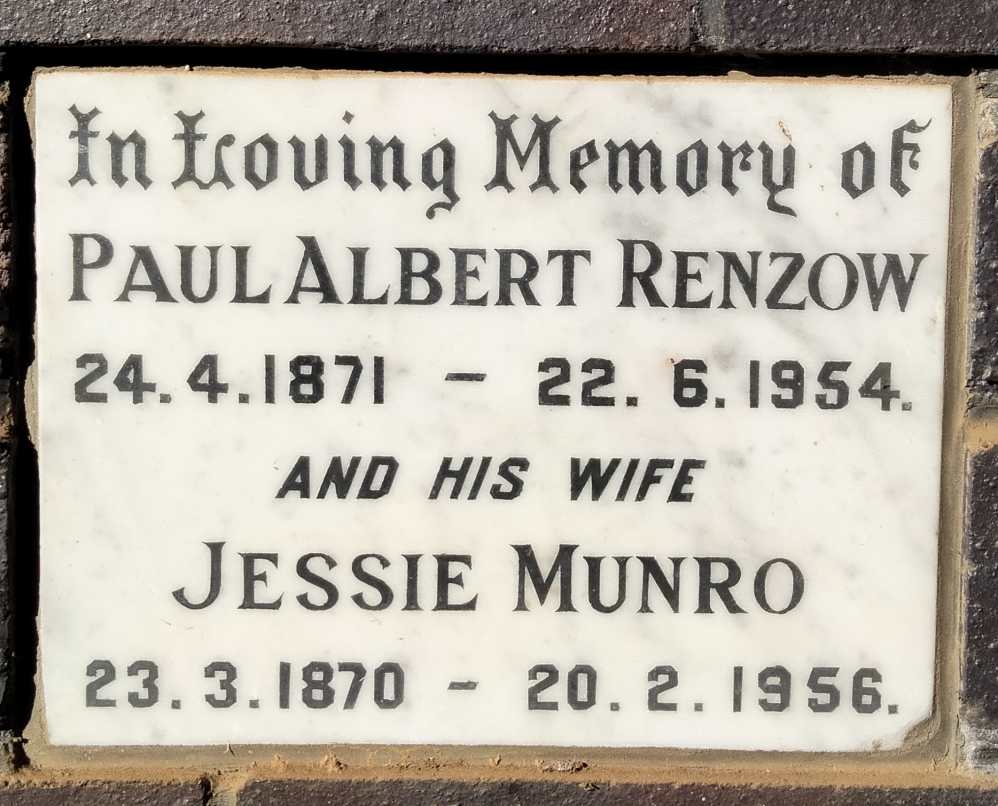 In Loving Memory of
PAUL ALBERT RENZOW
24.4.1871 - 22.6.1954.
AND HIS WIFE
JESSIE MUNRO
23.3.1870 - 20.2.1956.